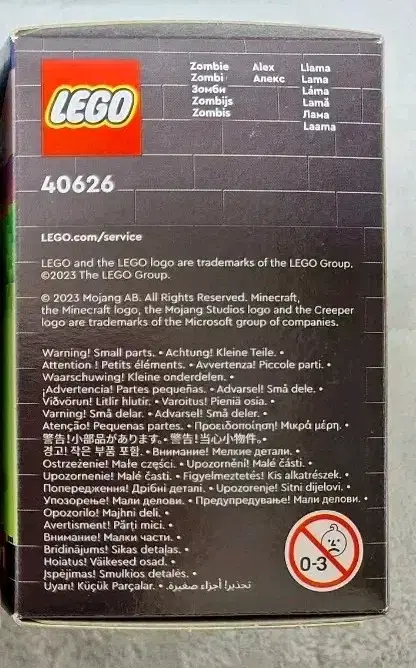 LEGO
Zombie
Zombi
Зомби
Zombijs
Zombis
Alex
Алекс
Llama
Lama
Láma
Lamă
Лама
Laama
40626
LEGO.com/service
LEGO and the LEGO logo are trademarks of the LEGO Group.
©2023 The LEGO Group.
© 2023 Mojang AB. All Rights Reserved. Minecraft,
the Minecraft logo, the Mojang Studios logo and the Creeper
logo are trademarks of the Microsoft group of companies.
Warning! Small parts. • Achtung! Kleine Teile. •
Attention ! Petits éléments. • Avvertenza! Piccole parti. •
Waarschuwing! Kleine onderdelen. •
¡Advertencia! Partes pequeñas. • Advarsel! Små dele. •
Viðvörun! Litlir hlutir. • Varoitus! Pieniä osia. •
Varning! Små delar. • Advarsel! Små deler. •
Atenção! Pequenas partes. • Προειδοποίηση! Μικρά μέρη. •
警告!小部品があります。• 警告!当心小物件。•
경고! 작은 부품 포함. • Внимание! Мелкие детали. •
Ostrzeżenie! Małe części. • Upozornění! Malé části. •
Upozornenie! Malé časti. • Figyelmeztetés! Kis alkatrészek. •
Попередження! Дрібні деталі. • Upozorenje! Sitni dijelovi. •
Упозорење! Мали делови. • Предупредување! Мали делови. •
Opozorilo! Majhni deli. •
Avertisment! Părți mici. •
Внимание! Малки части. •
Brīdinājums! Sīkas detaļas. •
Hoiatus! Väikesed osad. •
Įspėjimas! Smulkios detalės. •
Uyarı! Küçük Parçalar. • تحذير! أجزاء صغيرة. •
0-3